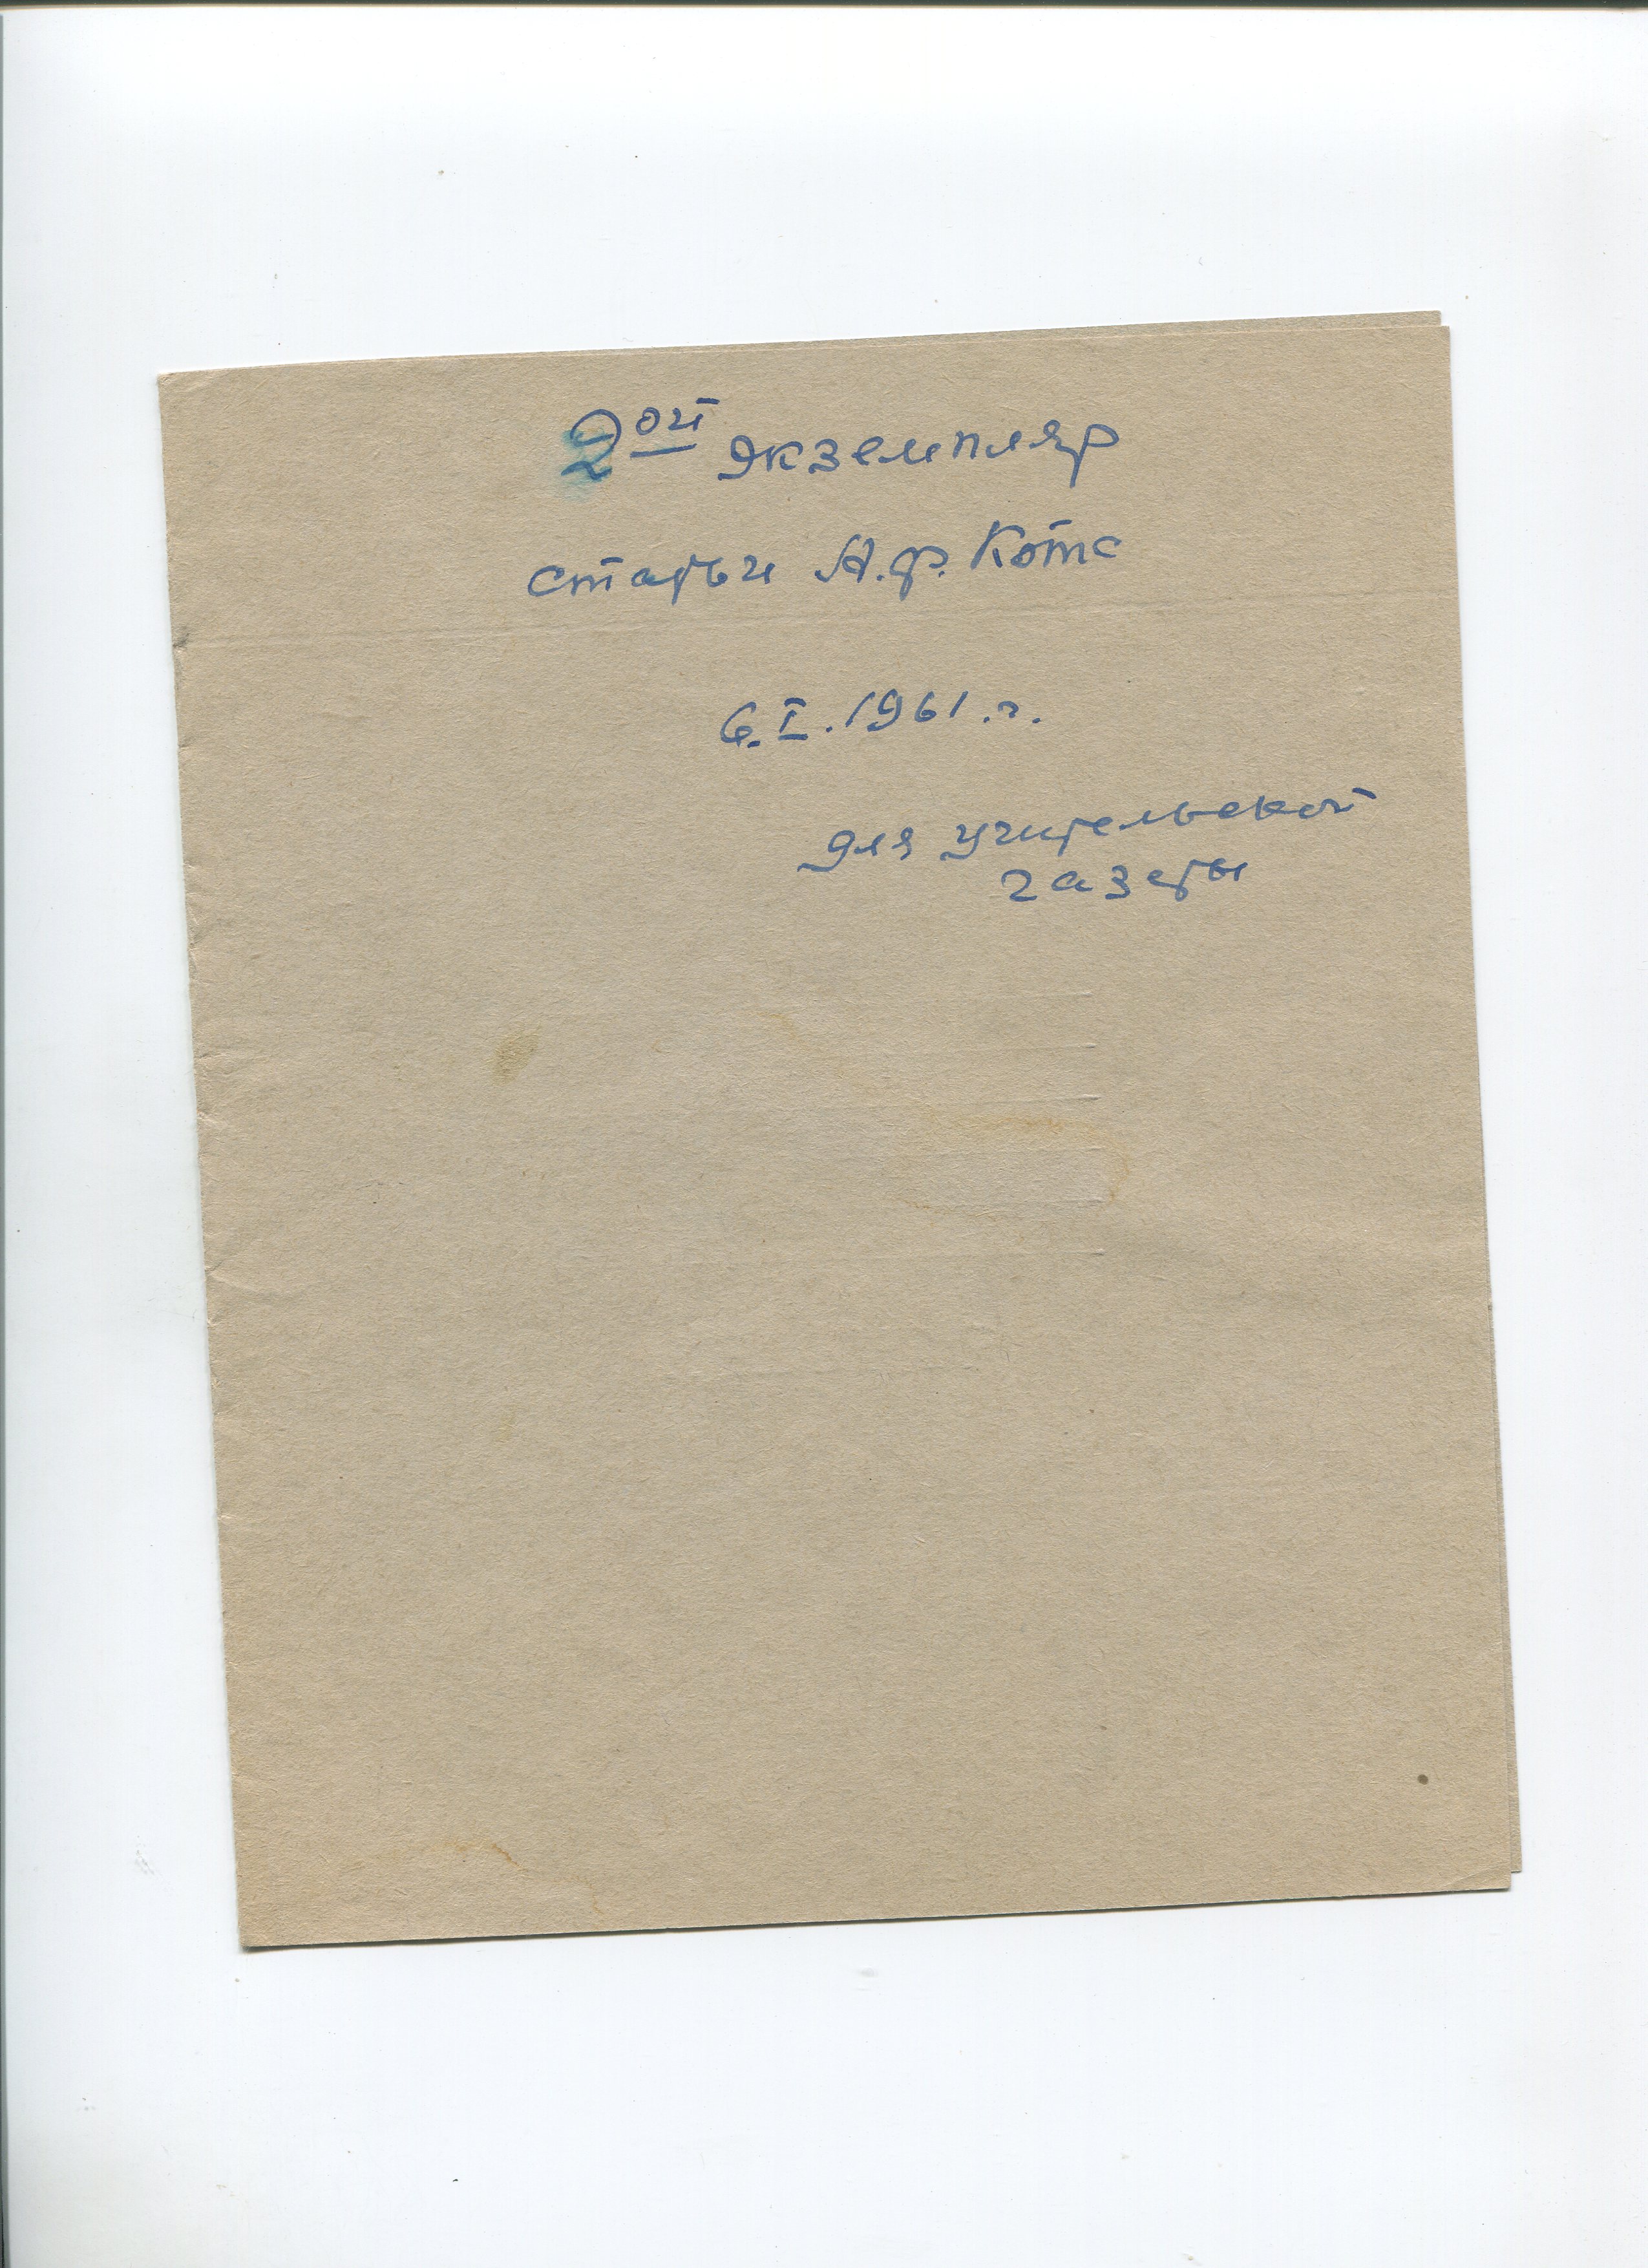 2ой экземпляр
статьи А.Ф. Котс
6.I.1961.г.
для учительской
газеты